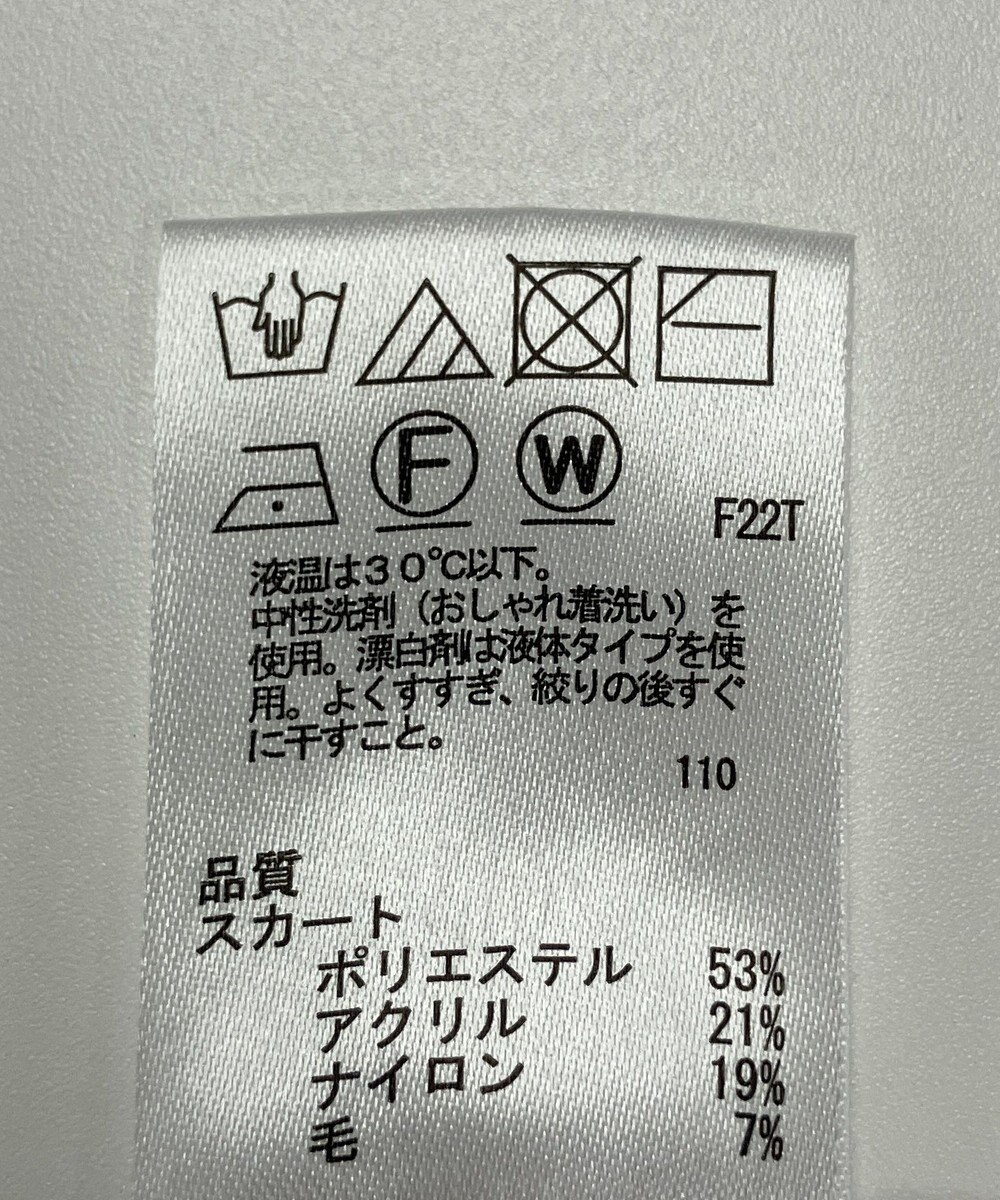 F W
F22T
液温は30℃以下。
中性洗剤（おしゃれ着洗い）を
使用。漂白剤は液体タイプを使
用。よくすすぎ、絞りの後すぐ
に干すこと。
110
品質
スカート
ポリエステル 53%
アクリル 21%
ナイロン 19%
毛 7%